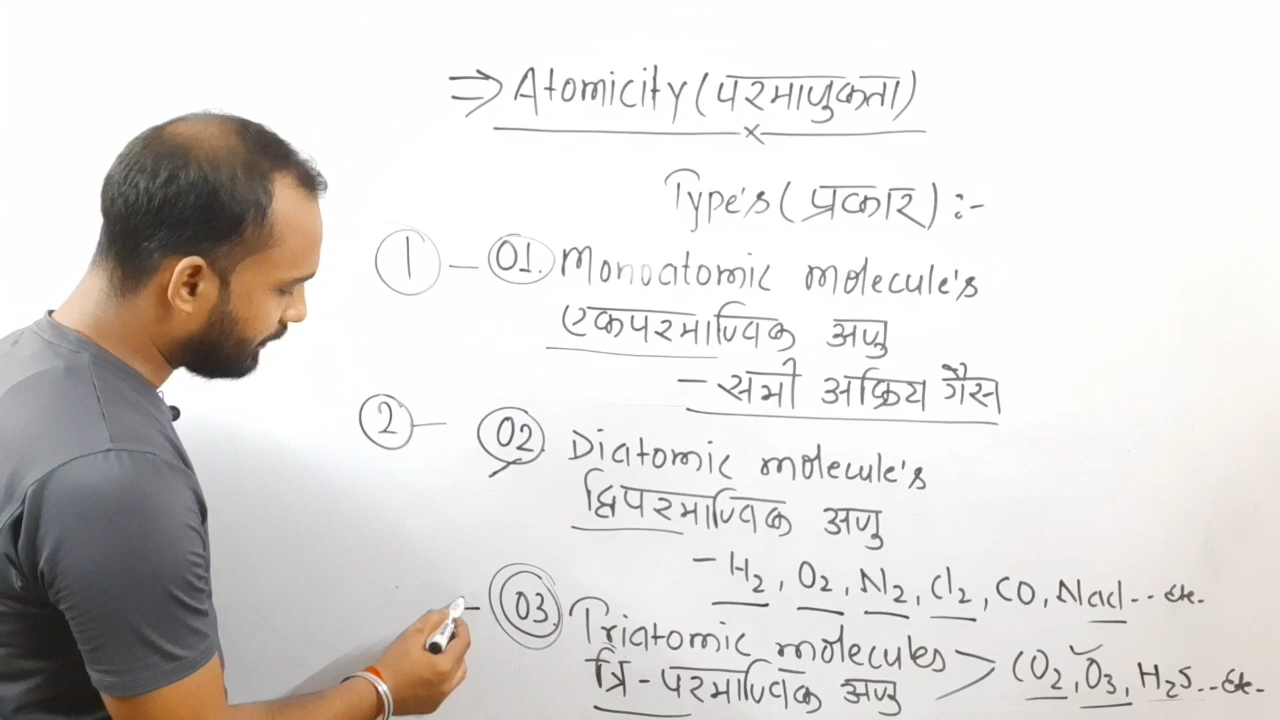 ⇒ Atomicity (परमाणुकता)
Type's (प्रकार) :-
1 - 01. Monoatomic molecule's
एकपरमाण्विक अणु
- सभी अक्रिय गैस
2 - 02 Diatomic molecule's
द्विपरमाण्विक अणु
- H₂, O₂, N₂, Cl₂, CO, Nacl.. etc.
03. Triatomic molecules > CO₂, O₃, H₂S...etc.
त्रि-परमाण्विक अणु